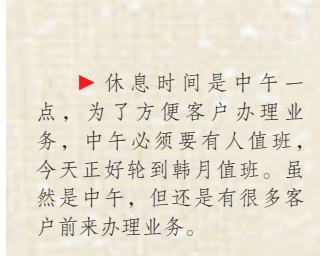 ▶休息时间是中午一
点，为了方便客户办理业
务，中午必须要有人值班，
今天正好轮到韩月值班。虽
然是中午，但还是有很多客
户前来办理业务。